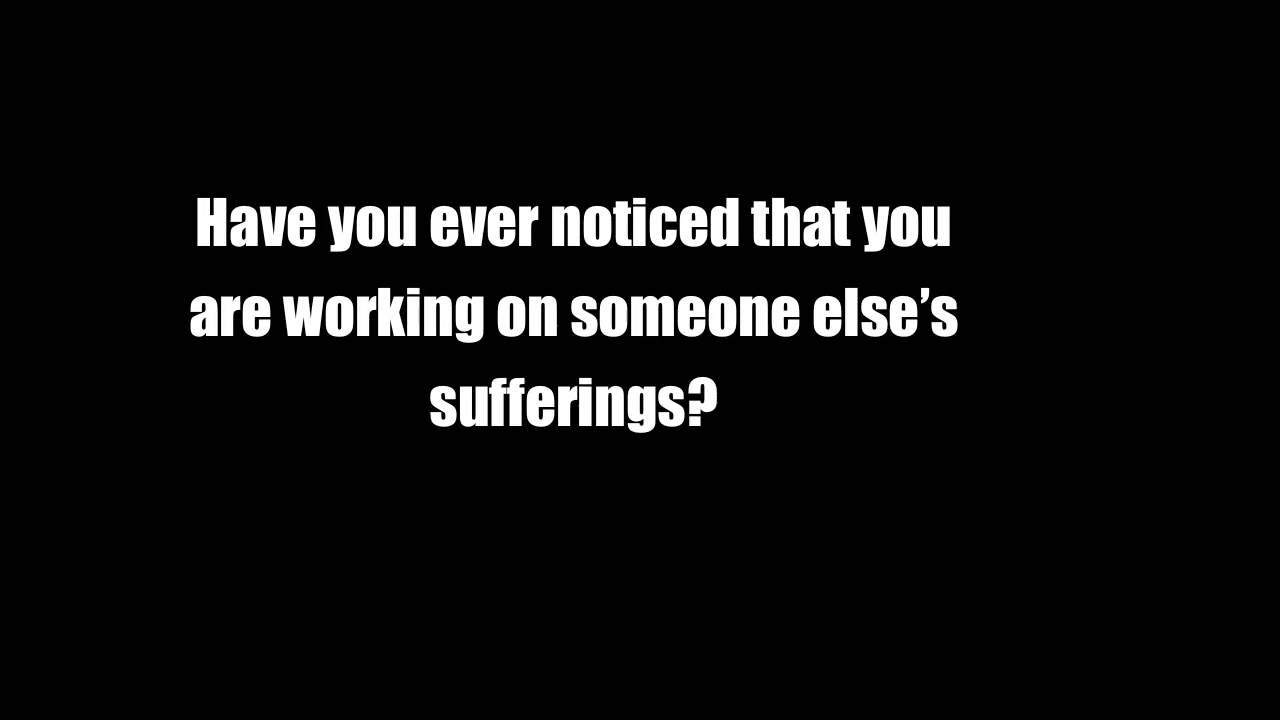 Have you ever noticed that you
are working on someone else’s
sufferings?